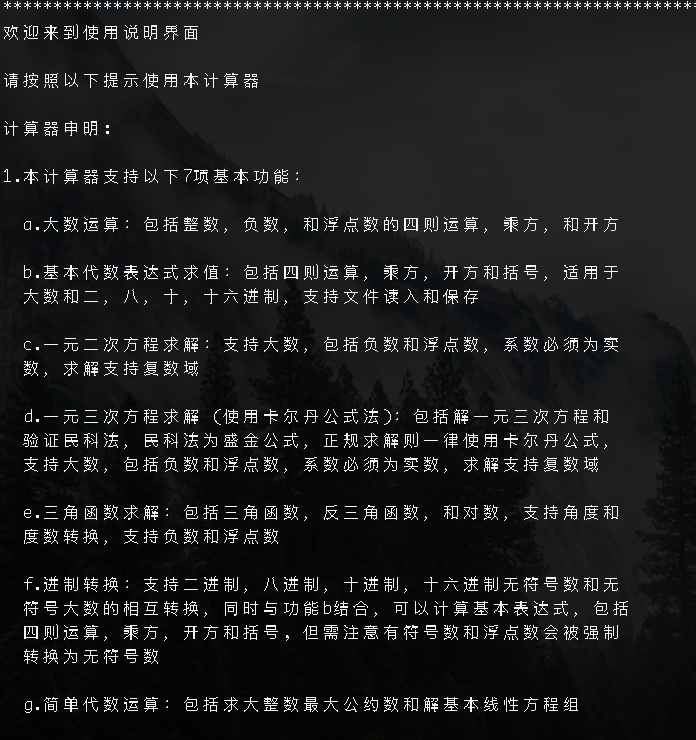 **********************************************************************
欢迎来到使用说明界面
请按照以下提示使用本计算器
计算器申明:
1.本计算器支持以下7项基本功能:
a.大数运算: 包括整数, 负数, 和浮点数的四则运算, 乘方, 和开方
b.基本代数表达式求值: 包括四则运算, 乘方, 开方和括号, 适用于
大数和二, 八, 十, 十六进制, 支持文件读入和保存
c.一元二次方程求解: 支持大数, 包括负数和浮点数, 系数必须为实
数, 求解支持复数域
d.一元三次方程求解 (使用卡尔丹公式法): 包括解一元三次方程和
验证民科法, 民科法为盛金公式, 正规求解则一律使用卡尔丹公式,
支持大数, 包括负数和浮点数, 系数必须为实数, 求解支持复数域
e.三角函数求解: 包括三角函数, 反三角函数, 和对数, 支持角度和
度数转换, 支持负数和浮点数
f.进制转换: 支持二进制, 八进制, 十进制, 十六进制无符号数和无
符号大数的相互转换, 同时与功能b结合, 可以计算基本表达式, 包括
四则运算, 乘方, 开方和括号, 但需注意有符号数和浮点数会被强制
转换为无符号数
g.简单代数运算: 包括求大整数最大公约数和解基本线性方程组